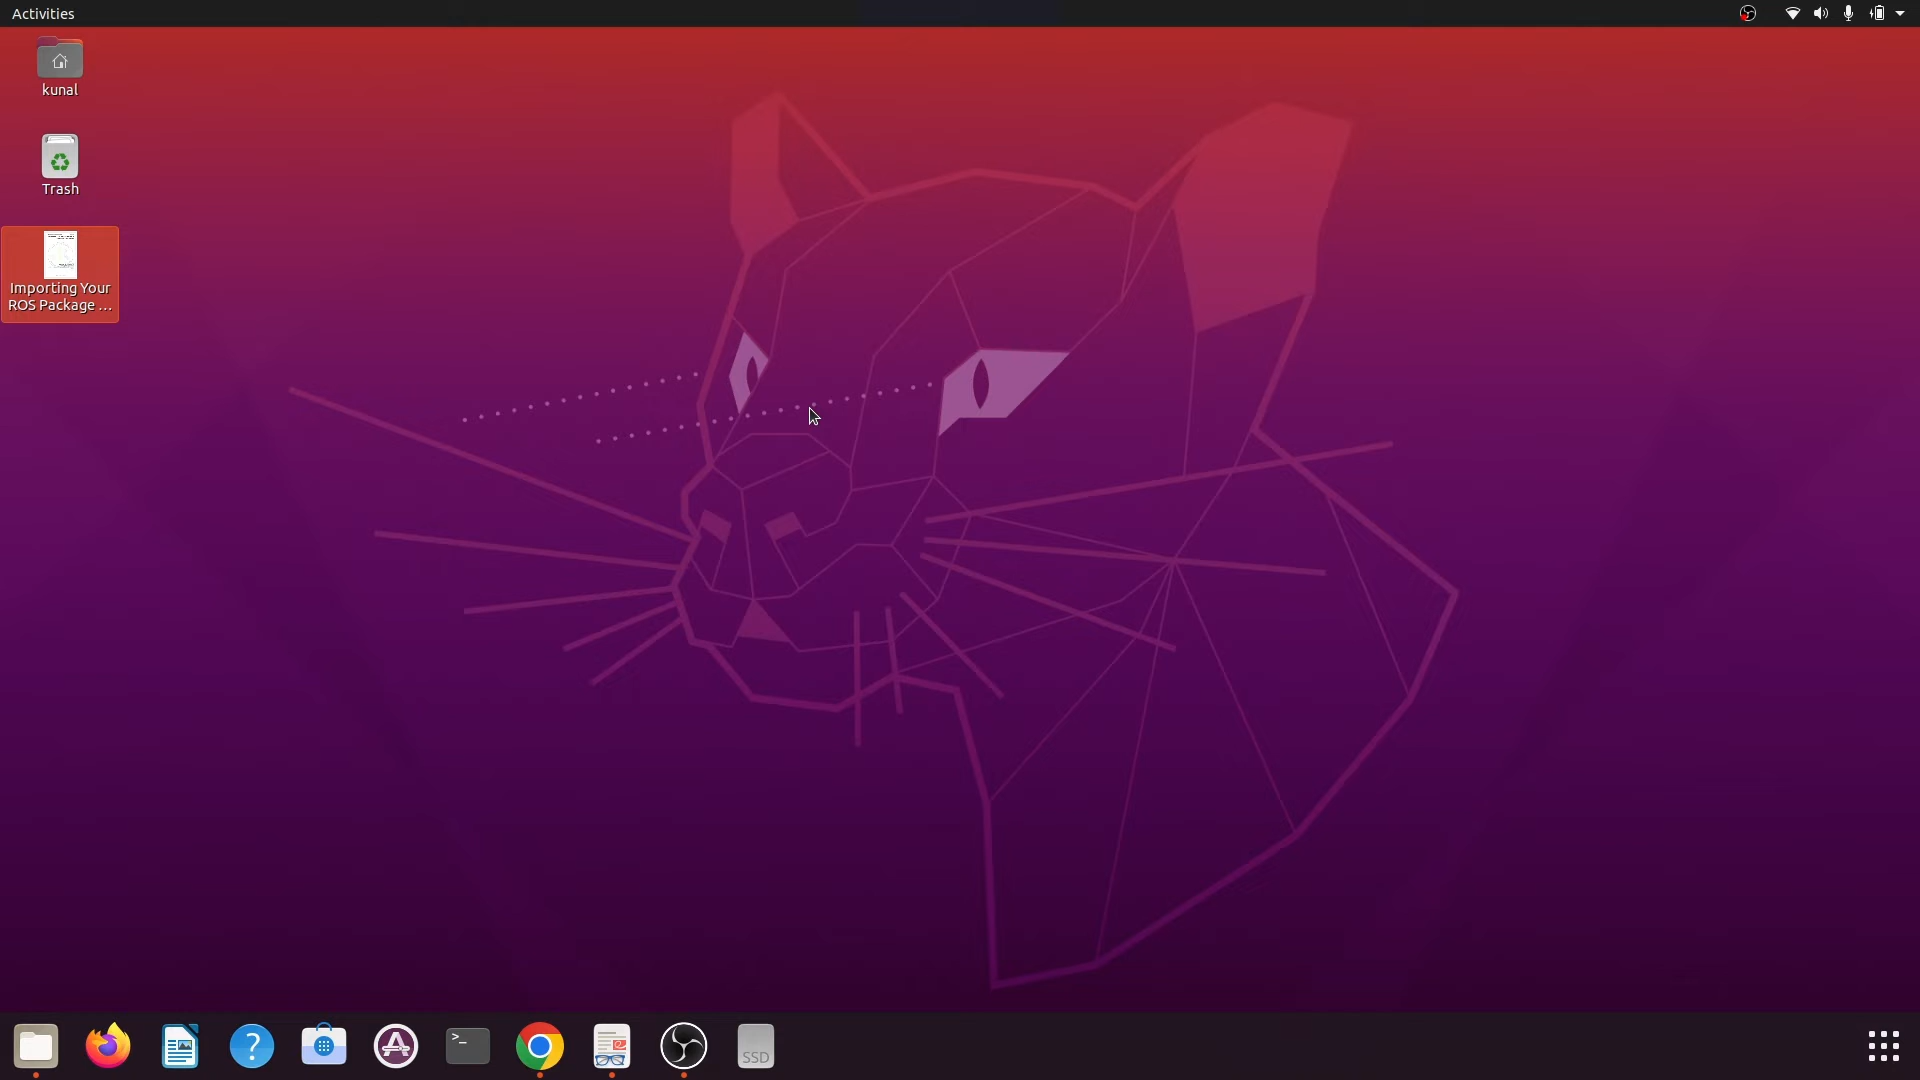 Activities
kunal
Trash
Importing Your
ROS Package ...
>_
?
SSD